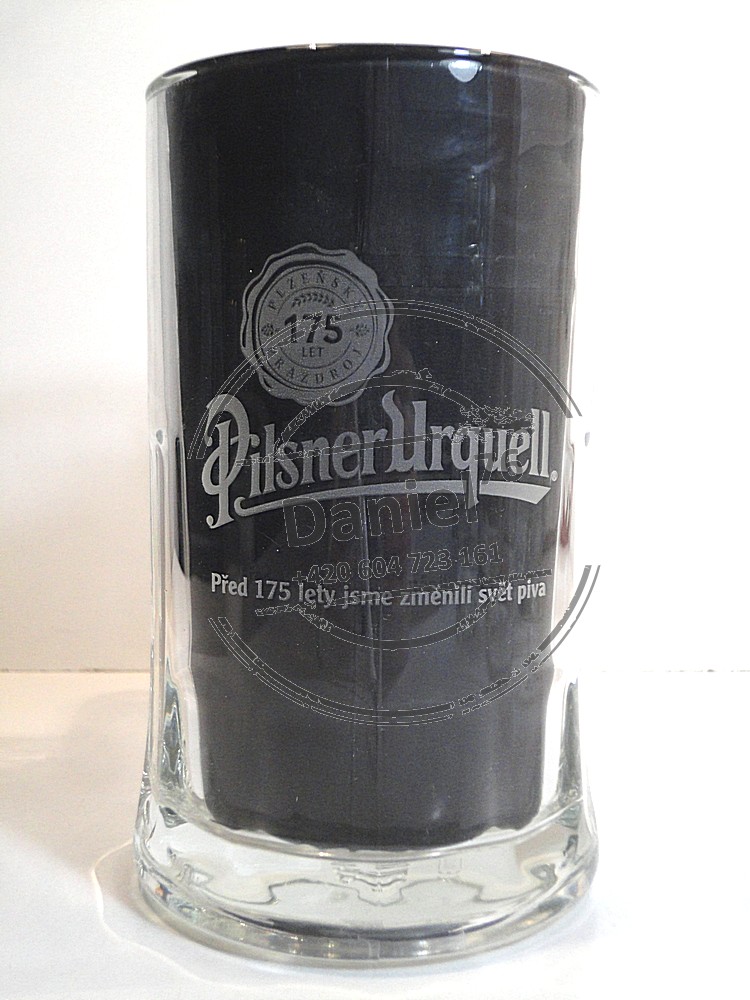 PLZEŇSKÝ
175
LET
PRAZDROJ
Pilsner Urquell®
Daniel
+420 604 723 161
Před 175 lety jsme změnili svět piva